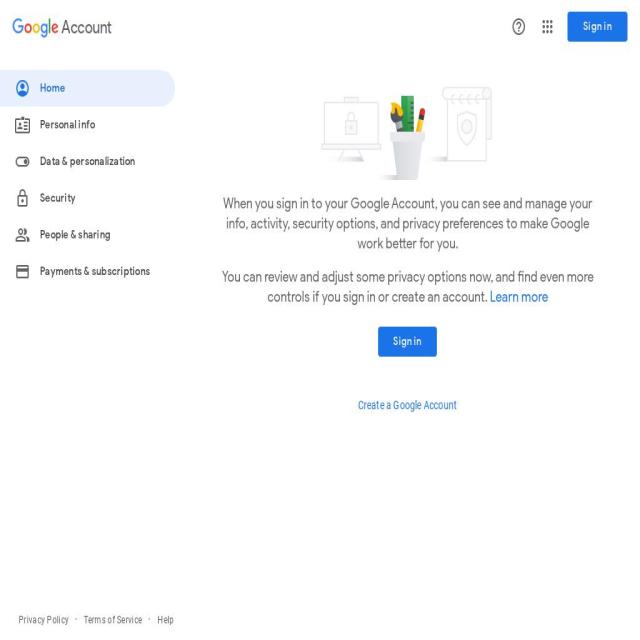 Google Account
Sign in
Home
Personal info
Data & personalization
Security
People & sharing
Payments & subscriptions
When you sign in to your Google Account, you can see and manage your
info, activity, security options, and privacy preferences to make Google
work better for you.
You can review and adjust some privacy options now, and find even more
controls if you sign in or create an account. Learn more
Sign in
Create a Google Account
Privacy Policy · Terms of Service · Help